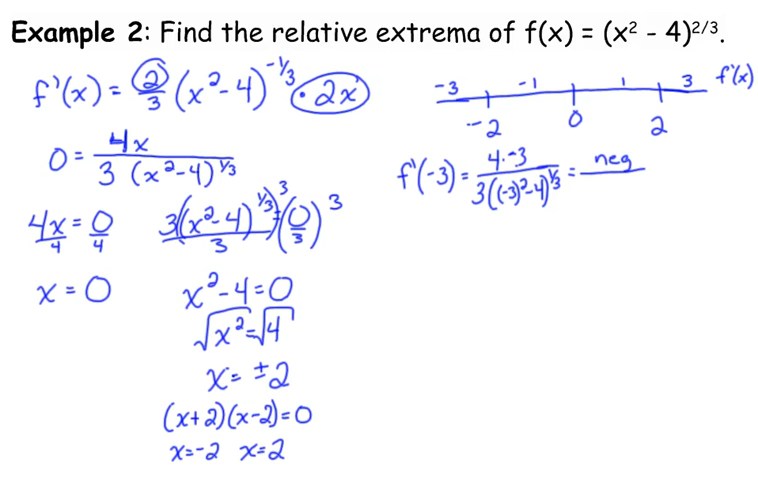 Example 2: Find the relative extrema of f(x) = (x² - 4)²/³.
f'(x) = 2/3 (x²-4)^-1/3 · 2x
0 = 4x / 3 (x²-4)^1/3
4x/4 = 0/4
x = 0
3(x²-4)^1/3)³ / 3 = (0/3)³
x²-4=0
√x² = √4
x = ±2
(x+2)(x-2)=0
x=-2 x=2
-3 -1 1 3 f'(x)
-2 0 2
f'(-3) = 4·-3 / 3((-3)²-4)^1/3 = neg